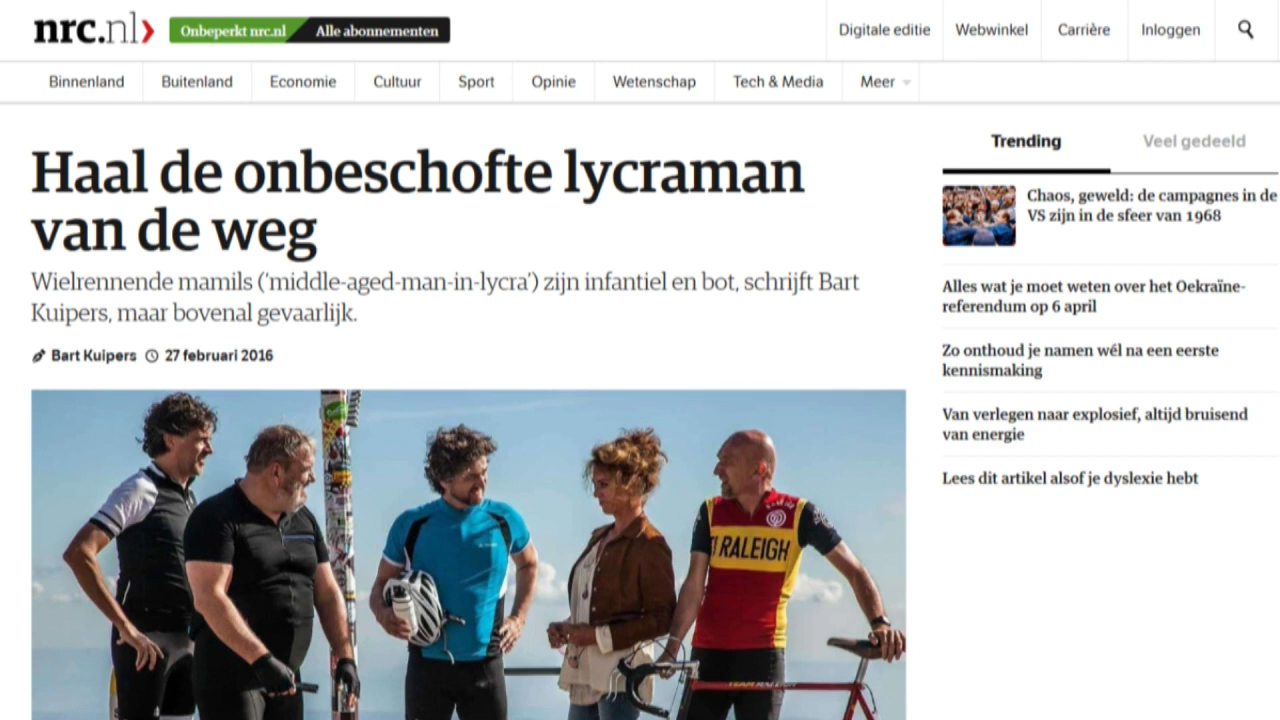 nrc.nl
Onbeperkt nrc.nl
Alle abonnementen
Digitale editie
Webwinkel
Carrière
Inloggen
Binnenland
Buitenland
Economie
Cultuur
Sport
Opinie
Wetenschap
Tech & Media
Meer
Haal de onbeschofte lycraman
van de weg
Wielrennende mamils ('middle-aged-man-in-lycra') zijn infantiel en bot, schrijft Bart
Kuipers, maar bovenal gevaarlijk.
Bart Kuipers
27 februari 2016
RALEIGH
Trending
Veel gedeeld
Chaos, geweld: de campagnes in de
VS zijn in de sfeer van 1968
Alles wat je moet weten over het Oekraïne-
referendum op 6 april
Zo onthoud je namen wél na een eerste
kennismaking
Van verlegen naar explosief, altijd bruisend
van energie
Lees dit artikel alsof je dyslexie hebt